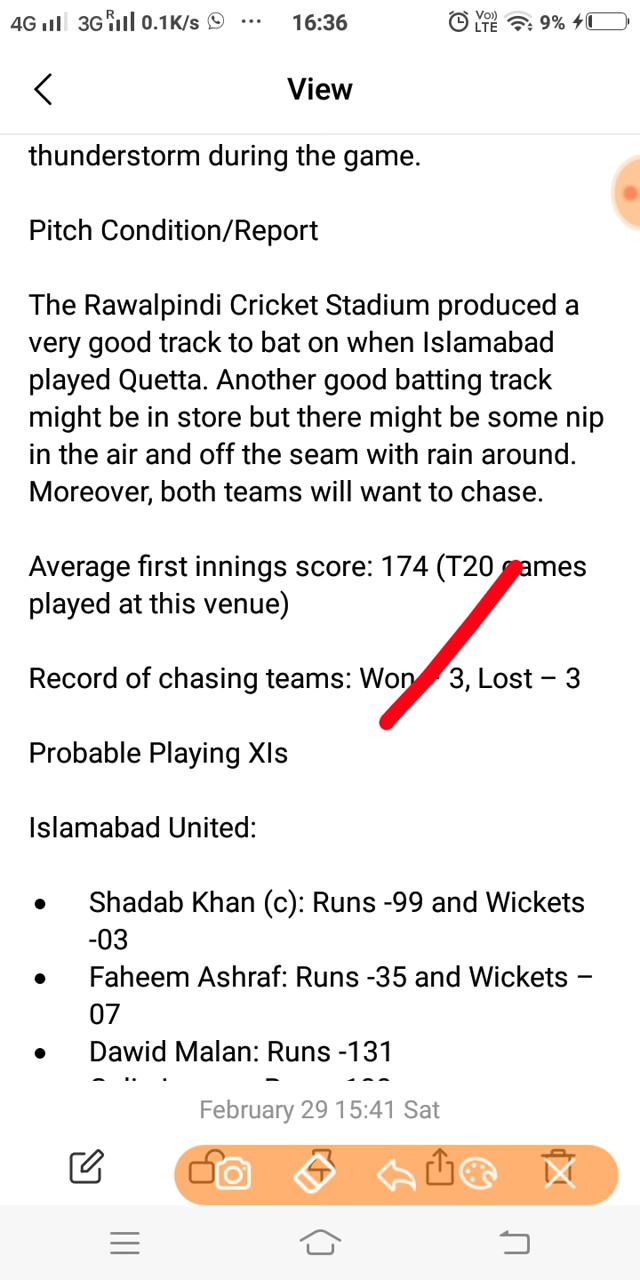 4G 3G R 0.1K/s ... 16:36 Vo) LTE 9%
View
thunderstorm during the game.
Pitch Condition/Report
The Rawalpindi Cricket Stadium produced a
very good track to bat on when Islamabad
played Quetta. Another good batting track
might be in store but there might be some nip
in the air and off the seam with rain around.
Moreover, both teams will want to chase.
Average first innings score: 174 (T20 games
played at this venue)
Record of chasing teams: Won – 3, Lost – 3
Probable Playing XIs
Islamabad United:
• Shadab Khan (c): Runs -99 and Wickets
-03
• Faheem Ashraf: Runs -35 and Wickets –
07
• Dawid Malan: Runs -131
February 29 15:41 Sat